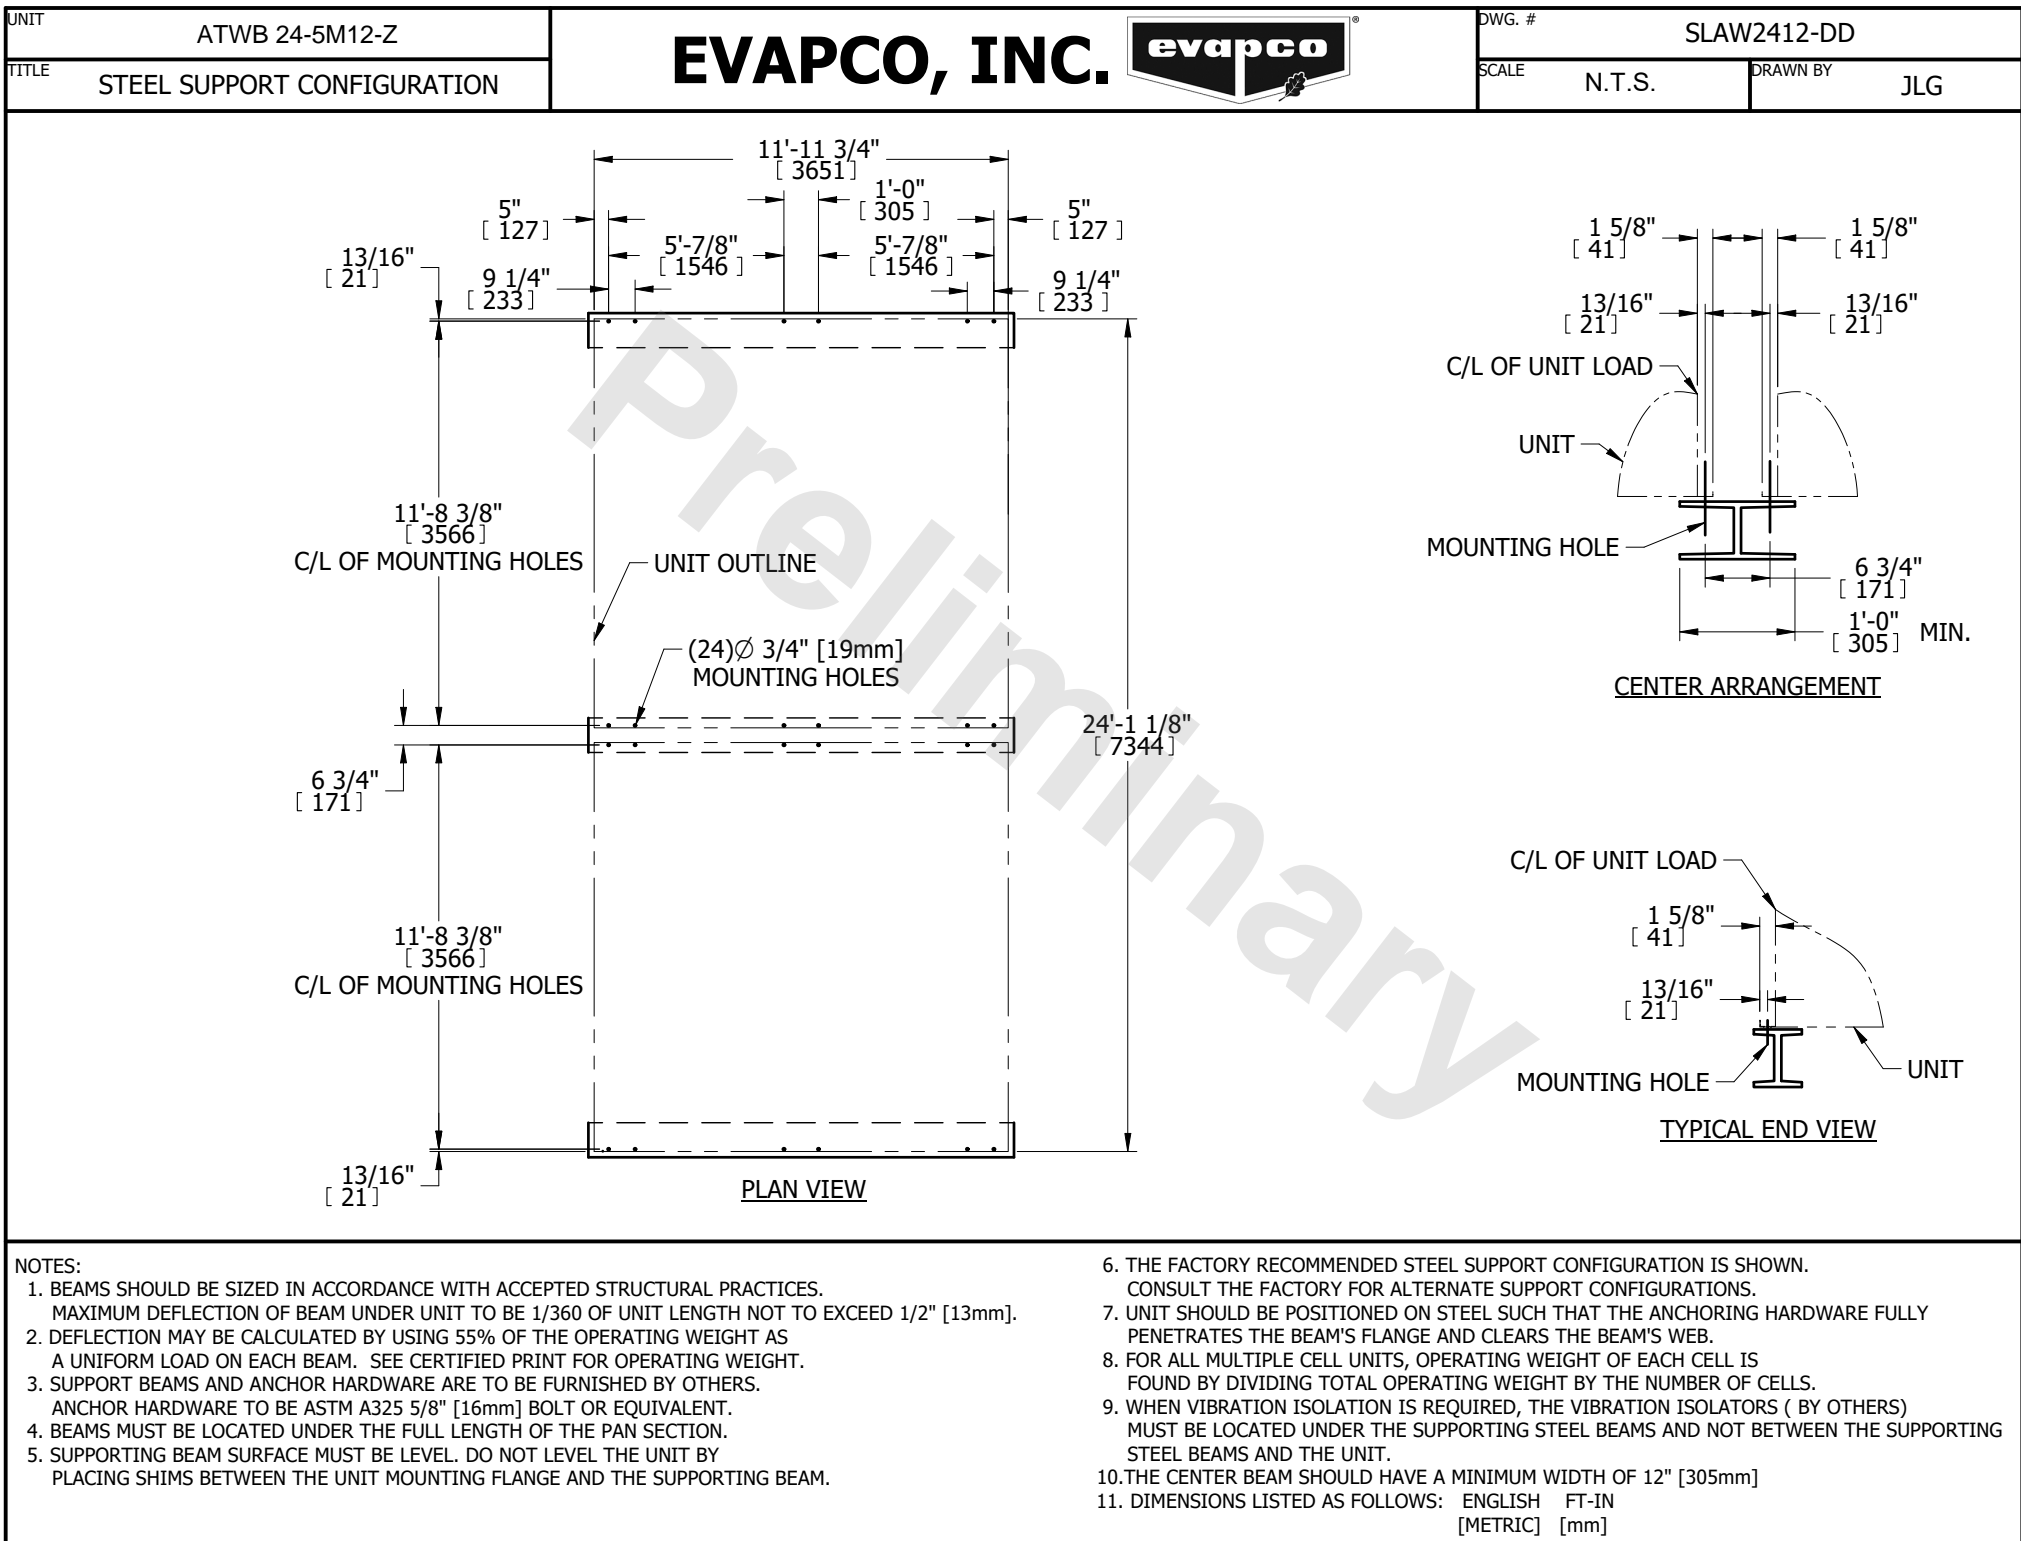 UNIT
ATWB 24-5M12-Z
TITLE
STEEL SUPPORT CONFIGURATION
EVAPCO, INC.
evapco
®
DWG. #
SLAW2412-DD
SCALE
N.T.S.
DRAWN BY
JLG
11'-11 3/4"
[ 3651 ]
1'-0"
[ 305 ]
5"
[ 127 ]
5"
[ 127 ]
5'-7/8"
[ 1546 ]
5'-7/8"
[ 1546 ]
13/16"
[ 21 ]
9 1/4"
[ 233 ]
9 1/4"
[ 233 ]
11'-8 3/8"
[ 3566 ]
C/L OF MOUNTING HOLES
UNIT OUTLINE
(24)∅ 3/4" [19mm]
MOUNTING HOLES
24'-1 1/8"
[ 7344 ]
6 3/4"
[ 171 ]
11'-8 3/8"
[ 3566 ]
C/L OF MOUNTING HOLES
13/16"
[ 21 ]
PLAN VIEW
Preliminary
1 5/8"
[ 41 ]
1 5/8"
[ 41 ]
13/16"
[ 21 ]
13/16"
[ 21 ]
C/L OF UNIT LOAD
UNIT
MOUNTING HOLE
6 3/4"
[ 171 ]
1'-0"
[ 305 ] MIN.
CENTER ARRANGEMENT
C/L OF UNIT LOAD
1 5/8"
[ 41 ]
13/16"
[ 21 ]
MOUNTING HOLE
UNIT
TYPICAL END VIEW
NOTES:
1. BEAMS SHOULD BE SIZED IN ACCORDANCE WITH ACCEPTED STRUCTURAL PRACTICES.
MAXIMUM DEFLECTION OF BEAM UNDER UNIT TO BE 1/360 OF UNIT LENGTH NOT TO EXCEED 1/2" [13mm].
2. DEFLECTION MAY BE CALCULATED BY USING 55% OF THE OPERATING WEIGHT AS
A UNIFORM LOAD ON EACH BEAM. SEE CERTIFIED PRINT FOR OPERATING WEIGHT.
3. SUPPORT BEAMS AND ANCHOR HARDWARE ARE TO BE FURNISHED BY OTHERS.
ANCHOR HARDWARE TO BE ASTM A325 5/8" [16mm] BOLT OR EQUIVALENT.
4. BEAMS MUST BE LOCATED UNDER THE FULL LENGTH OF THE PAN SECTION.
5. SUPPORTING BEAM SURFACE MUST BE LEVEL. DO NOT LEVEL THE UNIT BY
PLACING SHIMS BETWEEN THE UNIT MOUNTING FLANGE AND THE SUPPORTING BEAM.
6. THE FACTORY RECOMMENDED STEEL SUPPORT CONFIGURATION IS SHOWN.
CONSULT THE FACTORY FOR ALTERNATE SUPPORT CONFIGURATIONS.
7. UNIT SHOULD BE POSITIONED ON STEEL SUCH THAT THE ANCHORING HARDWARE FULLY
PENETRATES THE BEAM'S FLANGE AND CLEARS THE BEAM'S WEB.
8. FOR ALL MULTIPLE CELL UNITS, OPERATING WEIGHT OF EACH CELL IS
FOUND BY DIVIDING TOTAL OPERATING WEIGHT BY THE NUMBER OF CELLS.
9. WHEN VIBRATION ISOLATION IS REQUIRED, THE VIBRATION ISOLATORS ( BY OTHERS)
MUST BE LOCATED UNDER THE SUPPORTING STEEL BEAMS AND NOT BETWEEN THE SUPPORTING
STEEL BEAMS AND THE UNIT.
10.THE CENTER BEAM SHOULD HAVE A MINIMUM WIDTH OF 12" [305mm]
11. DIMENSIONS LISTED AS FOLLOWS: ENGLISH FT-IN
[METRIC] [mm]